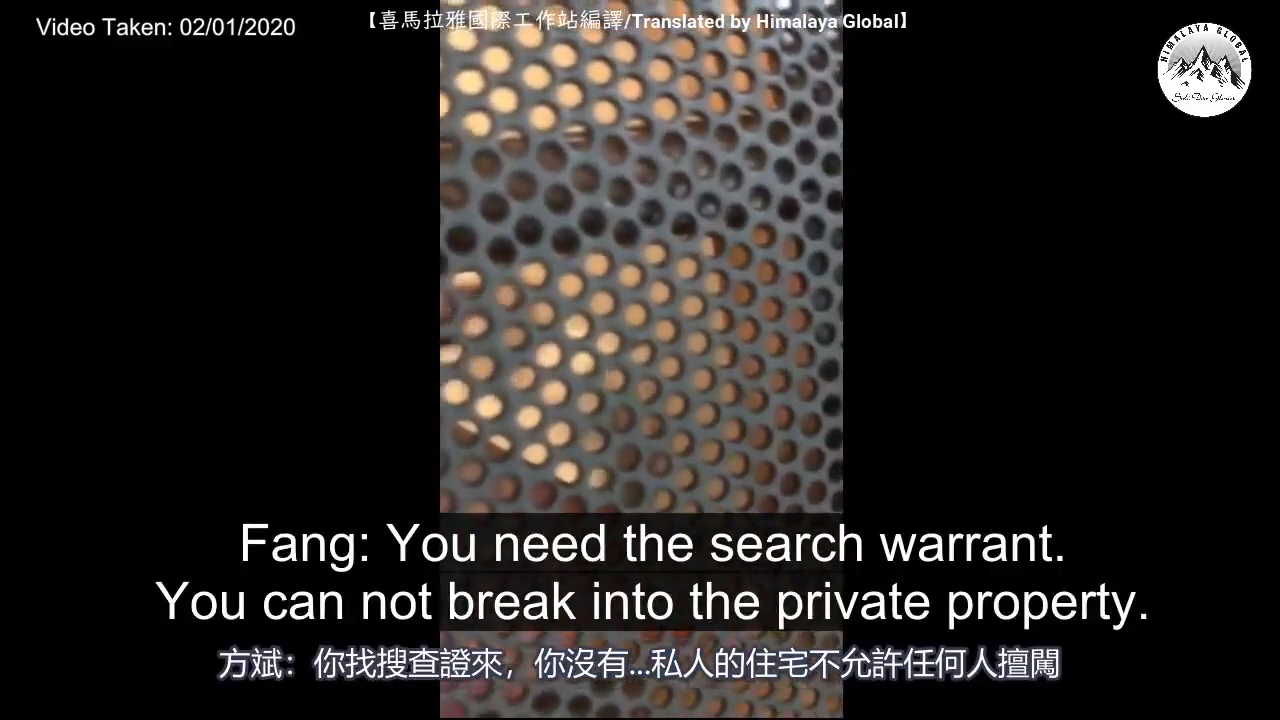 Video Taken: 02/01/2020
【喜馬拉雅國際工作站編譯/Translated by Himalaya Global】
HIMALAYA GLOBAL
Fang: You need the search warrant.
You can not break into the private property.
方斌：你找搜查證來，你沒有...私人的住宅不允許任何人擅闖